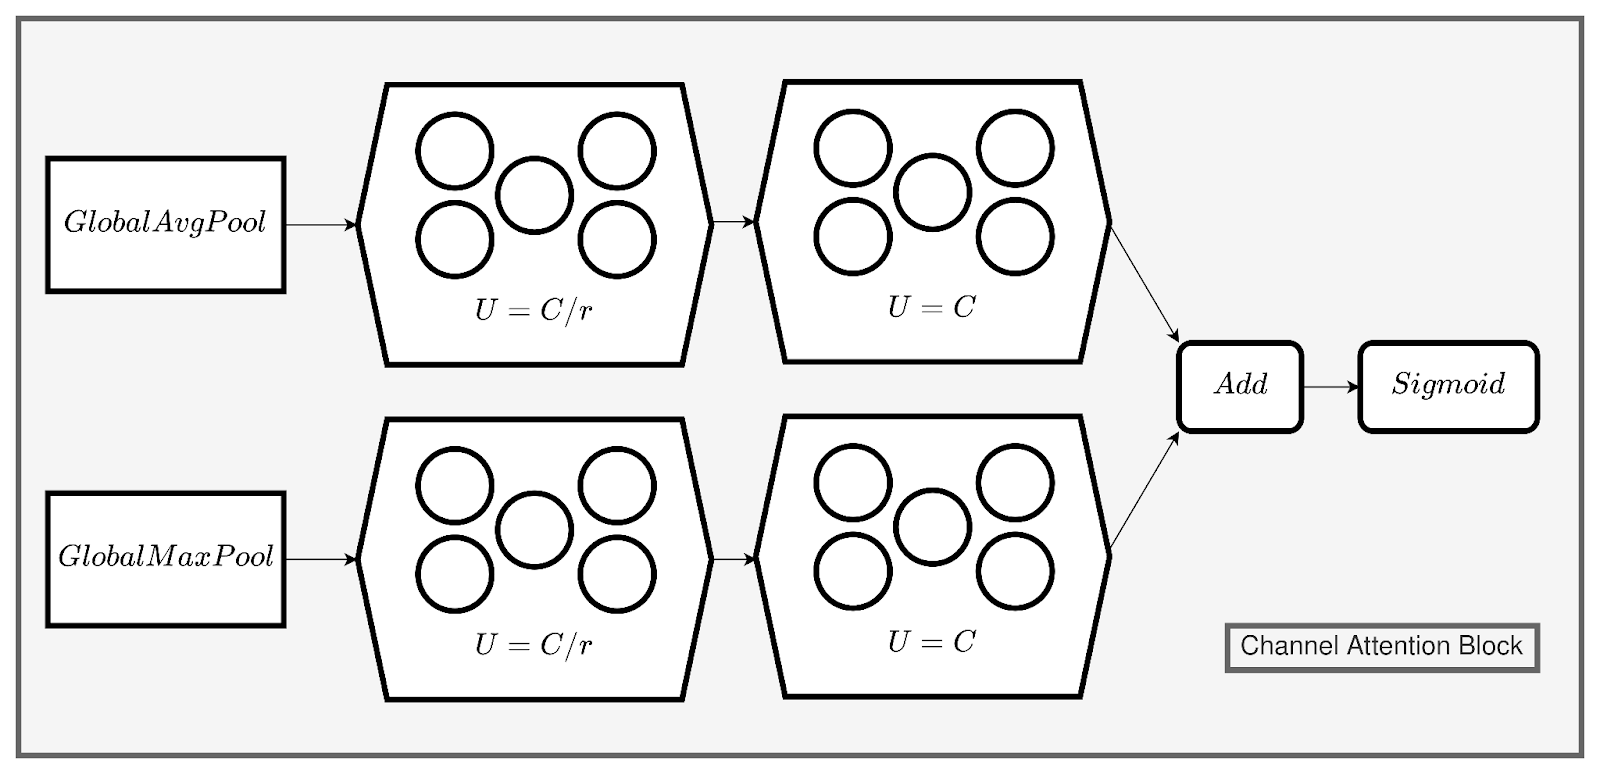 GlobalAvgPool
U = C/r
U = C
Add
Sigmoid
GlobalMaxPool
U = C/r
U = C
Channel Attention Block